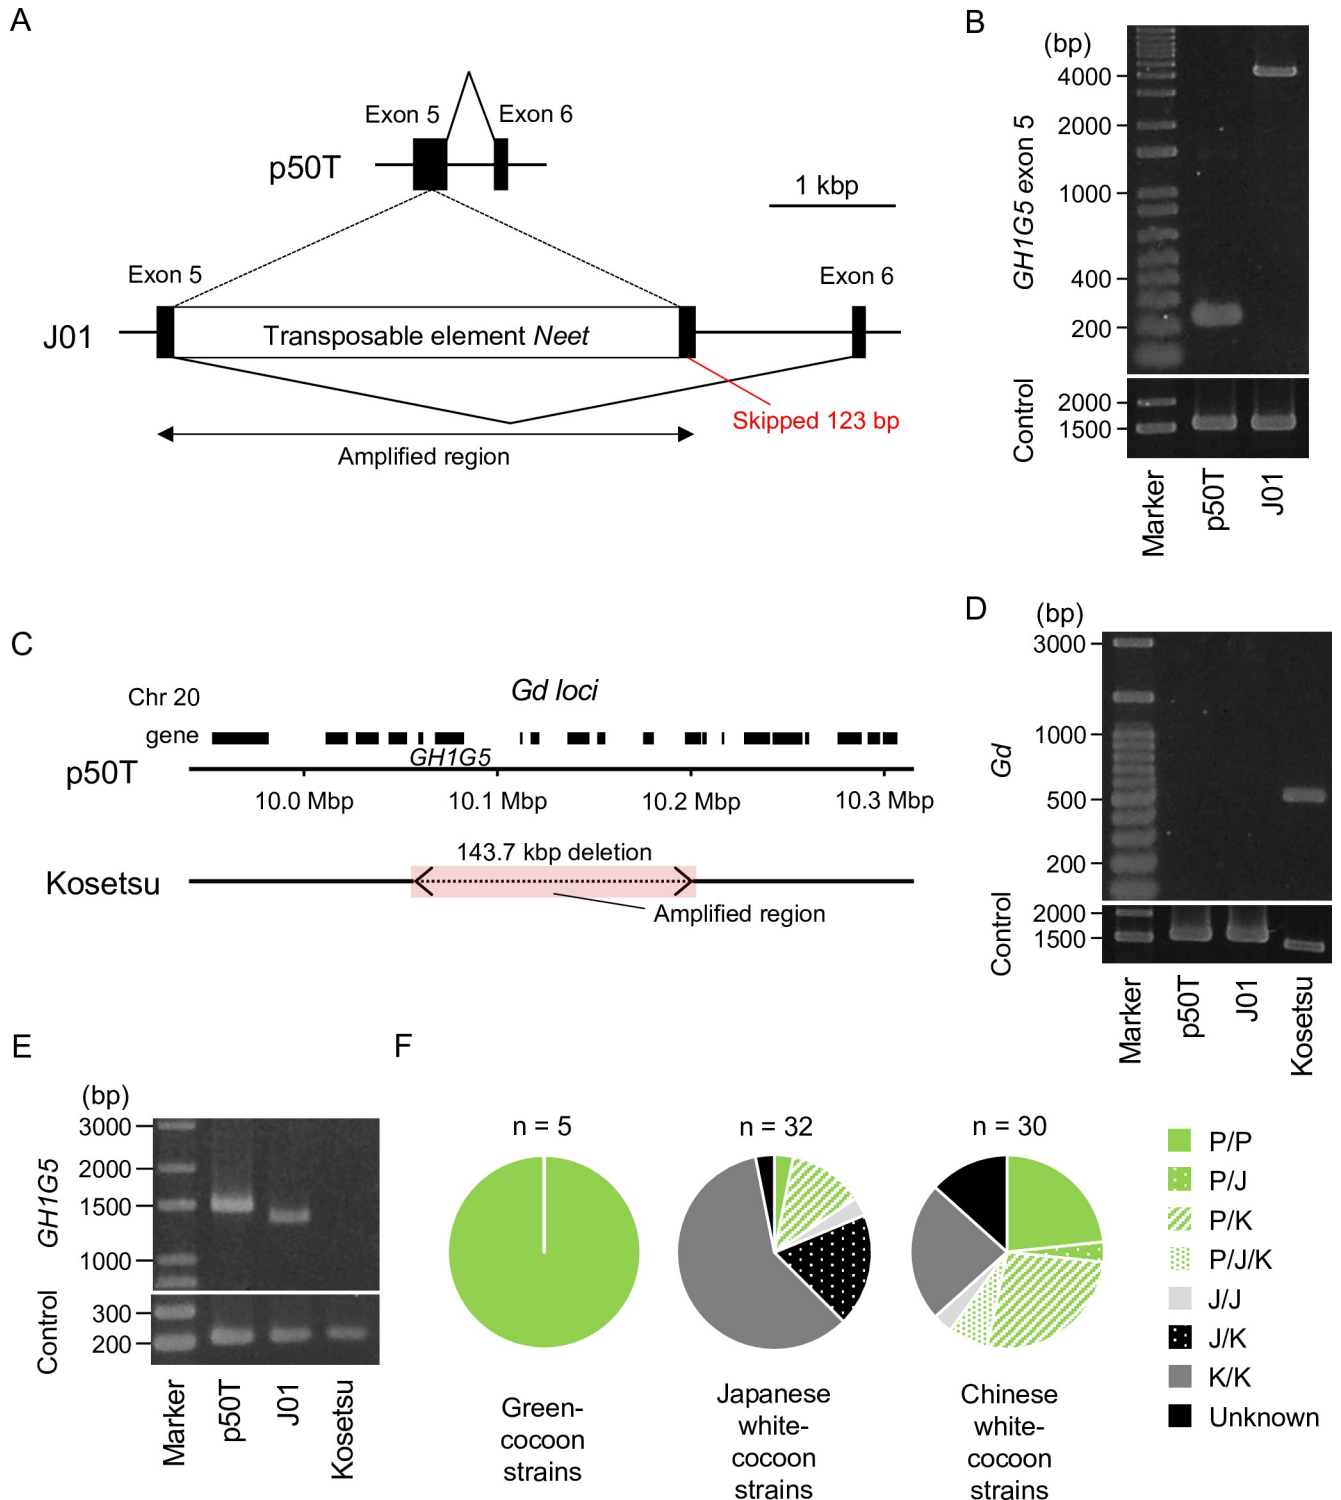 A
Exon 5
Exon 6
p50T
1 kbp
Exon 5
Exon 6
J01
Transposable element Neet
Skipped 123 bp
Amplified region
B
(bp)
4000
2000
1000
400
200
GH1G5 exon 5
2000
1500
Control
Marker
p50T
J01
C
Chr 20
Gd loci
gene
GH1G5
p50T
10.0 Mbp
10.1 Mbp
10.2 Mbp
10.3 Mbp
143.7 kbp deletion
Kosetsu
Amplified region
D
(bp)
3000
1000
500
200
Gd
2000
1500
Control
Marker
p50T
J01
Kosetsu
E
(bp)
3000
2000
1500
1000
GH1G5
300
200
Control
Marker
p50T
J01
Kosetsu
F
n = 5
n = 32
n = 30
Green-
cocoon
strains
Japanese
white-
cocoon
strains
Chinese
white-
cocoon
strains
P/P
P/J
P/K
P/J/K
J/J
J/K
K/K
Unknown